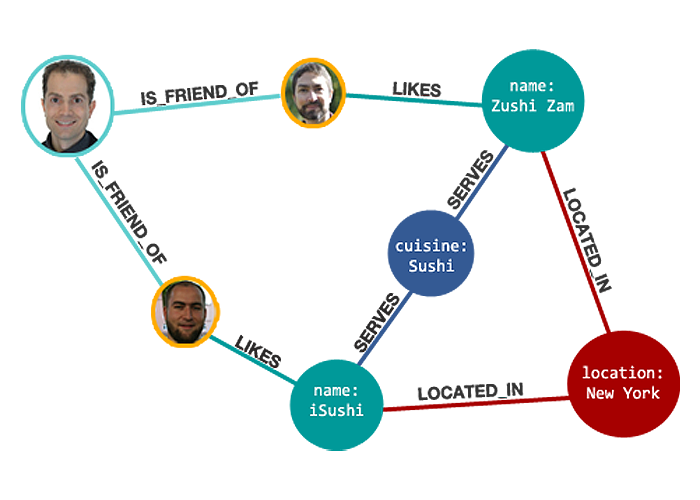 IS_FRIEND_OF
LIKES
name:
Zushi Zam
IS_FRIEND_OF
SERVES
LOCATED_IN
cuisine:
Sushi
SERVES
LIKES
name:
iSushi
LOCATED_IN
location:
New York